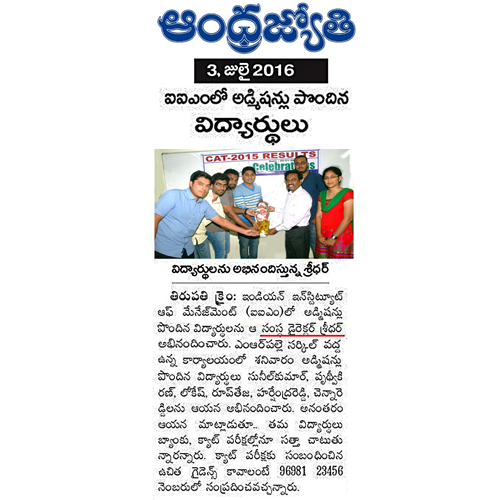 ఆంధ్రజ్యోతి
3, జులై 2016
ఐఐఎంలో అడ్మిషన్లు పొందిన
విద్యార్థులు
CAT-2015 RESULTS
Celebrations
విద్యార్థులను అభినందిస్తున్న శ్రీధర్
తిరుపతి క్రైం: ఇండియన్ ఇన్‌స్టిట్యూట్
ఆఫ్ మేనేజ్‌మెంట్ (ఐఐఎం)లో అడ్మిషన్లు
పొందిన విద్యార్థులను ఆ సంస్థ డైరెక్టర్ శ్రీధర్
అభినందించారు. ఎంఆర్‌పల్లె సర్కిల్ వద్ద
ఉన్న కార్యాలయంలో శనివారం అడ్మిషన్లు
పొందిన విద్యార్థులు సునీల్‌కుమార్, పృథ్వీకి
రణ్, లోకేష్, రూప్‌తేజ, హర్షేంద్రరెడ్డి, చెన్నారె
డ్డిలను ఆయన అభినందించారు. అనంతరం
ఆయన మాట్లాడుతూ.. తమ విద్యార్థులు
బ్యాంకు, క్యాట్ పరీక్షల్లోనూ సత్తా చాటుతు
న్నారన్నారు. క్యాట్ పరీక్షకు సంబంధించిన
ఉచిత గైడెన్స్ కావాలంటే 96981 23456
నెంబరులో సంప్రదించవచ్చన్నారు.